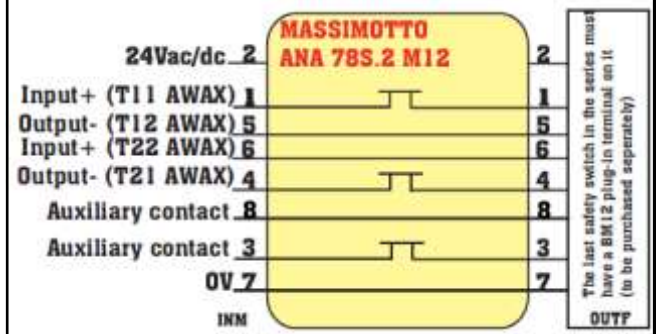 MASSIMOTTO
ANA 78S.2 M12
24Vac/dc 2
2
Input+ (T11 AWAX) 1
1
Output- (T12 AWAX) 5
5
Input+ (T22 AWAX) 6
6
Output- (T21 AWAX) 4
4
Auxiliary contact 8
8
Auxiliary contact 3
3
0V 7
7
INM
OUTF
The last safety switch in the series must
have a BM12 plug-in terminal on it
(to be purchased seperately)